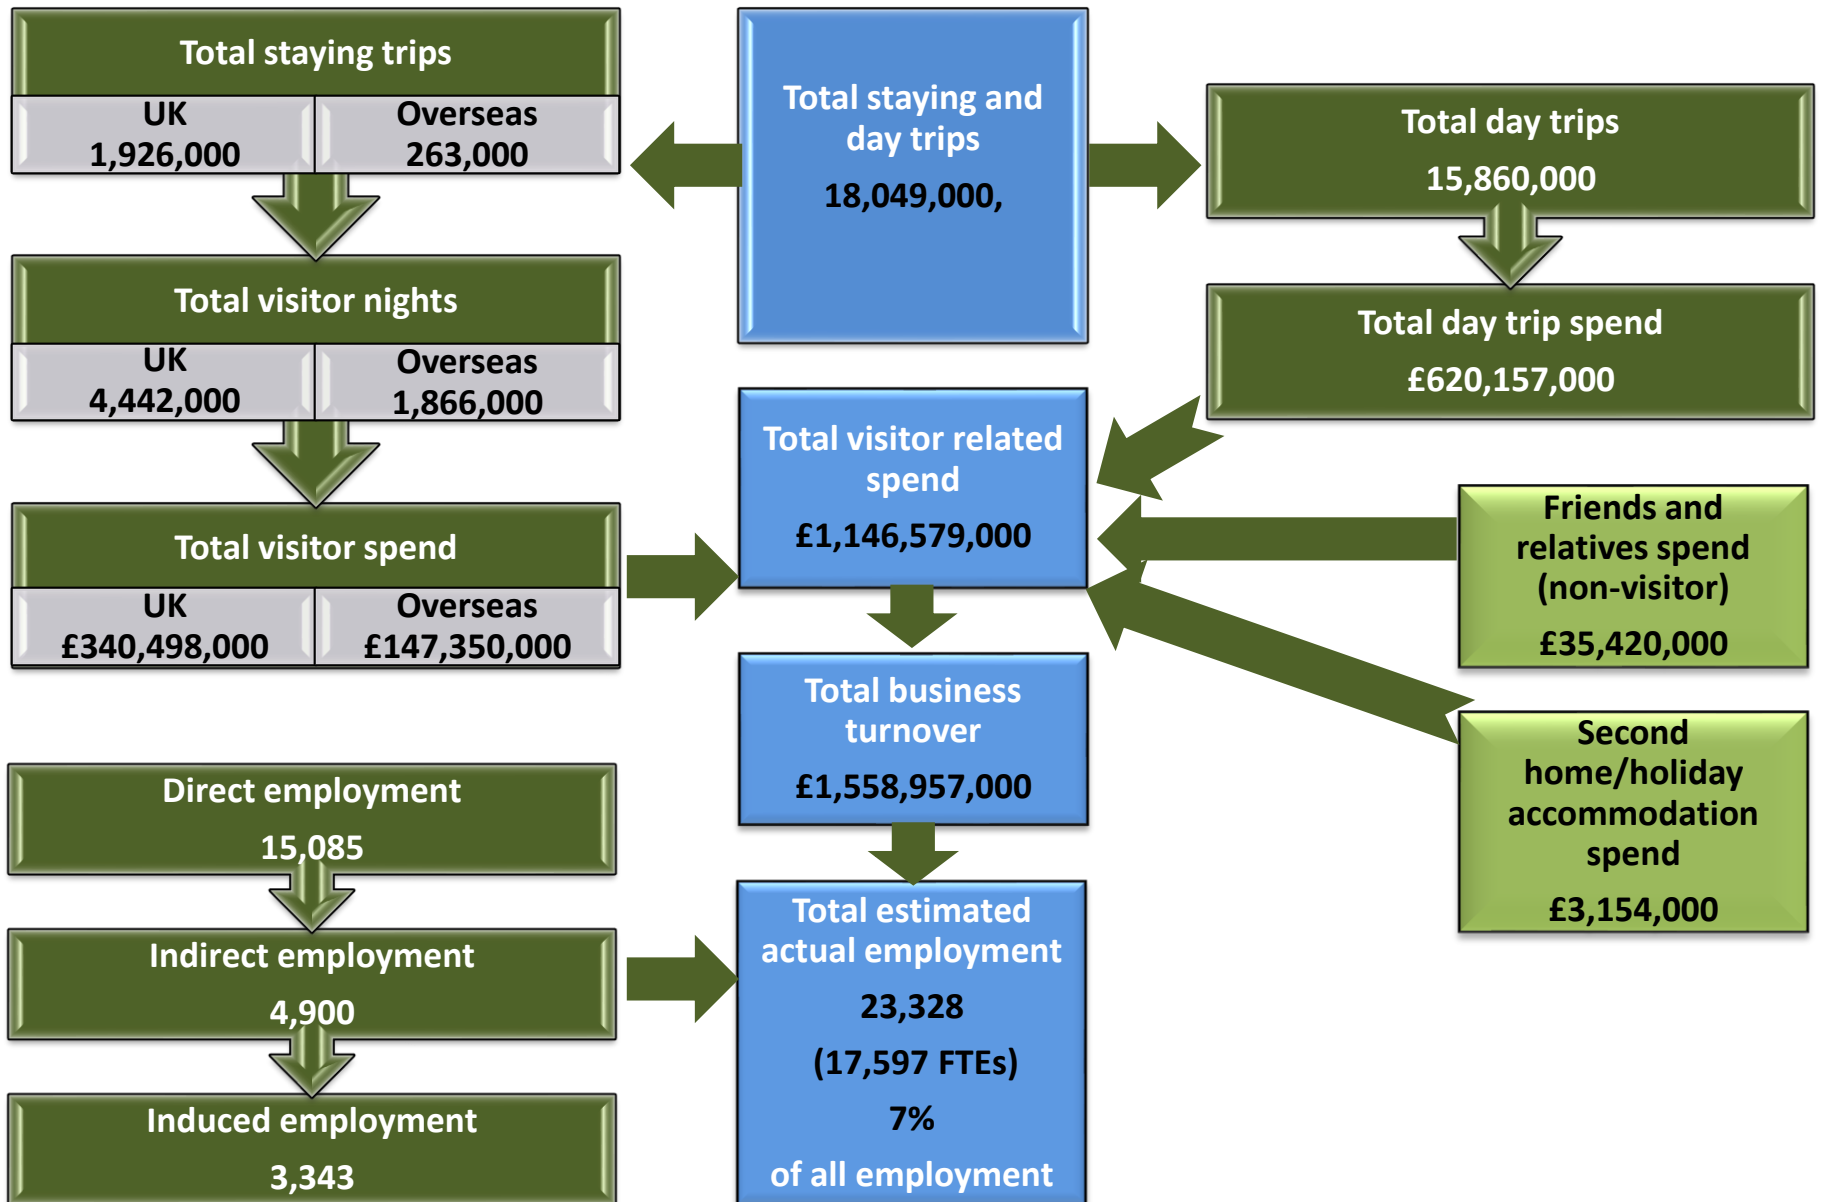 Total staying trips
UK
1,926,000
Overseas
263,000
Total visitor nights
UK
4,442,000
Overseas
1,866,000
Total visitor spend
UK
£340,498,000
Overseas
£147,350,000
Direct employment
15,085
Indirect employment
4,900
Induced employment
3,343
Total staying and
day trips
18,049,000,
Total visitor related
spend
£1,146,579,000
Total business
turnover
£1,558,957,000
Total estimated
actual employment
23,328
(17,597 FTEs)
7%
of all employment
Total day trips
15,860,000
Total day trip spend
£620,157,000
Friends and
relatives spend
(non-visitor)
£35,420,000
Second
home/holiday
accommodation
spend
£3,154,000